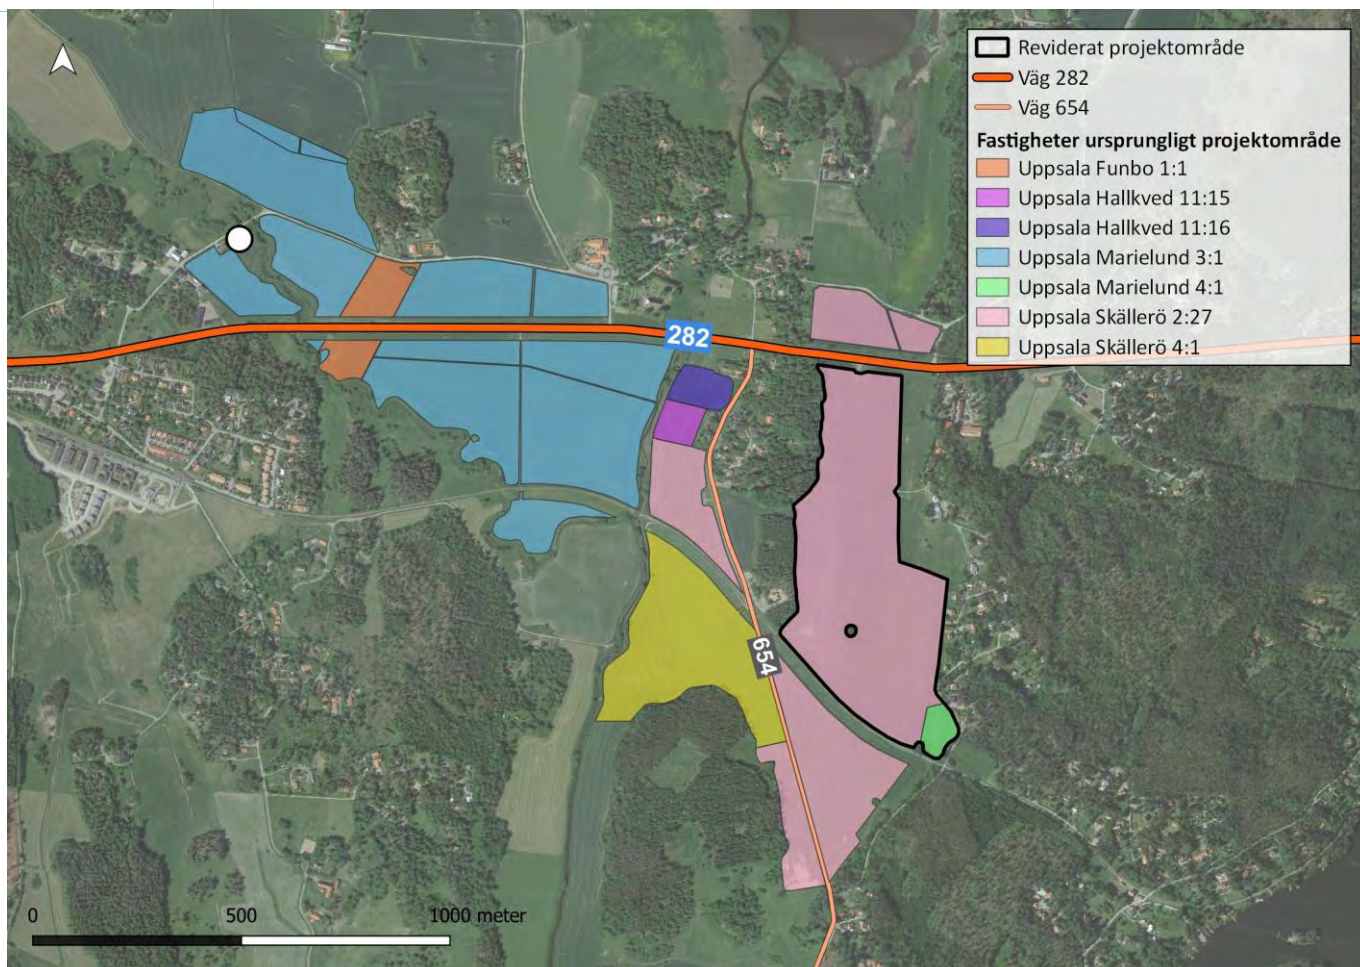 Reviderat projektområde
Väg 282
Väg 654
Fastigheter ursprungligt projektområde
Uppsala Funbo 1:1
Uppsala Hallkved 11:15
Uppsala Hallkved 11:16
Uppsala Marielund 3:1
Uppsala Marielund 4:1
Uppsala Skällerö 2:27
Uppsala Skällerö 4:1
282
654
0 500 1000 meter